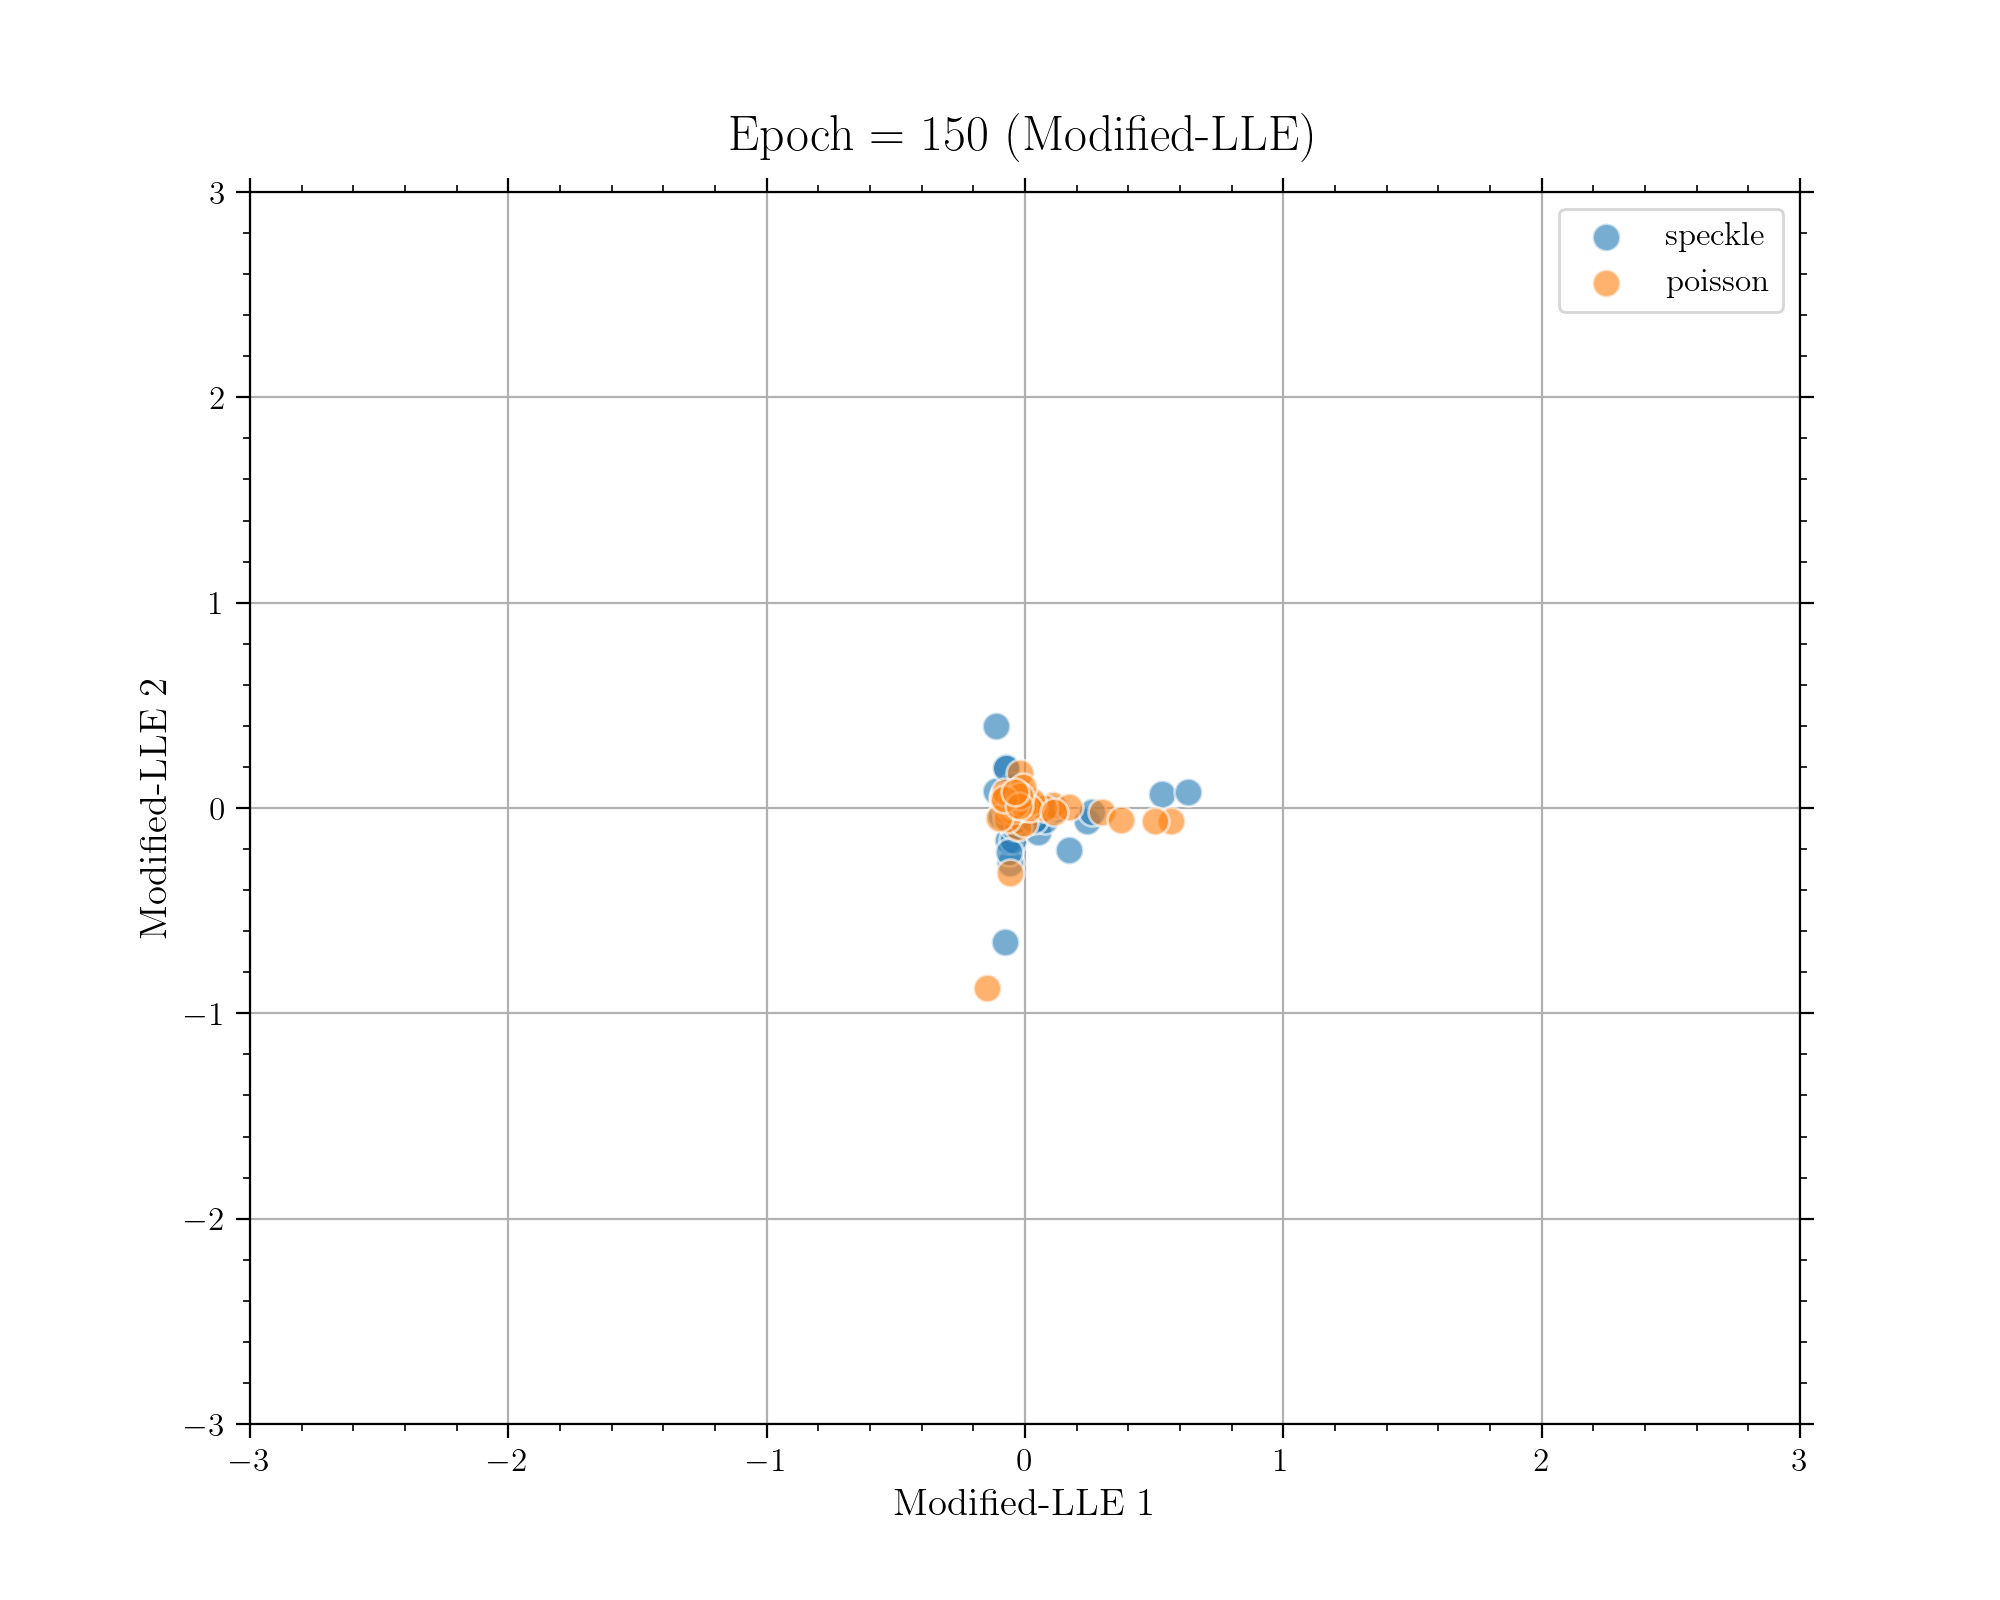 Epoch = 150 (Modified-LLE)
3
speckle
poisson
2
1
0
−1
−2
−3
Modified-LLE 2
−3 −2 −1 0 1 2 3
Modified-LLE 1